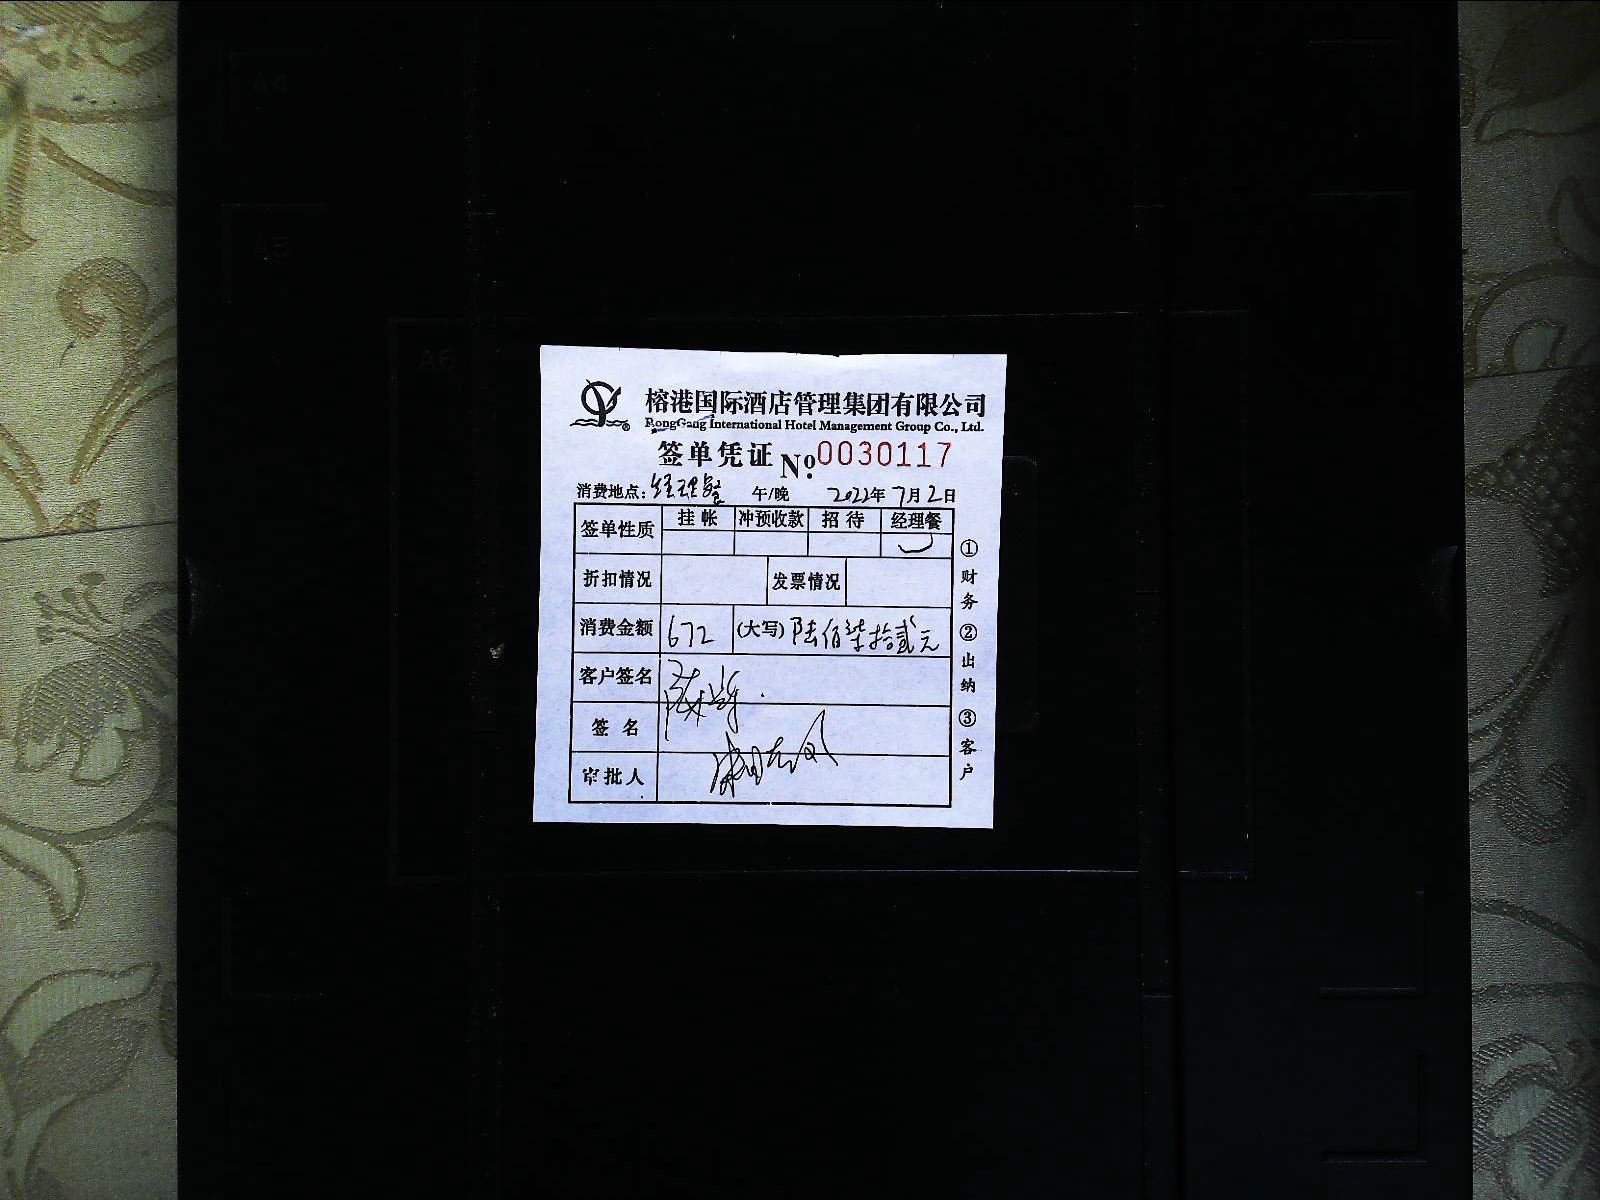 A4
A5
A6
榕港国际酒店管理集团有限公司
RongGang International Hotel Management Group Co., Ltd.
签单凭证 №0030117
消费地点：经理餐 午/晚 2022年7月2日
签单性质 挂帐 冲预收款 招待 经理餐
折扣情况 发票情况
消费金额 672 (大写) 陆佰柒拾贰元
客户签名
签名
审批人
①财务②出纳③客户